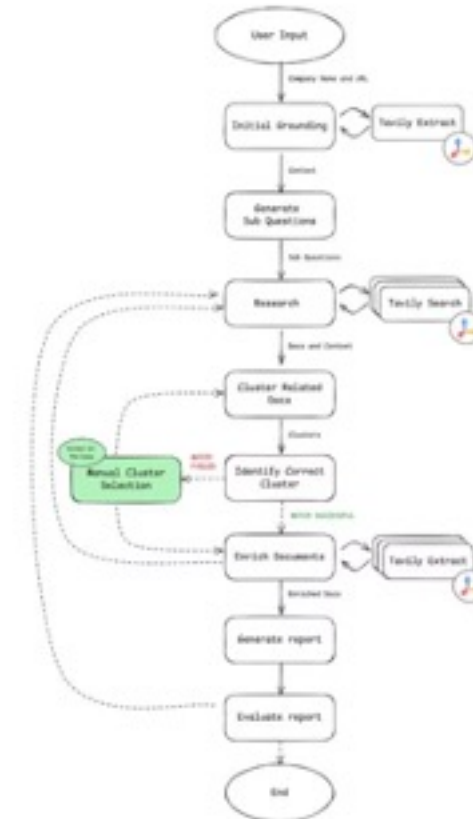 User Input
Company Name and URL
Initial Grounding
Tavily Extract
Context
Generate
Sub Questions
Sub Questions
Research
Tavily Search
Docs and Context
Cluster Related
Docs
Clusters
Manual Cluster
Selection
Identify Correct
Cluster
Enrich Documents
Tavily Extract
Enriched Docs
Generate report
Evaluate report
End